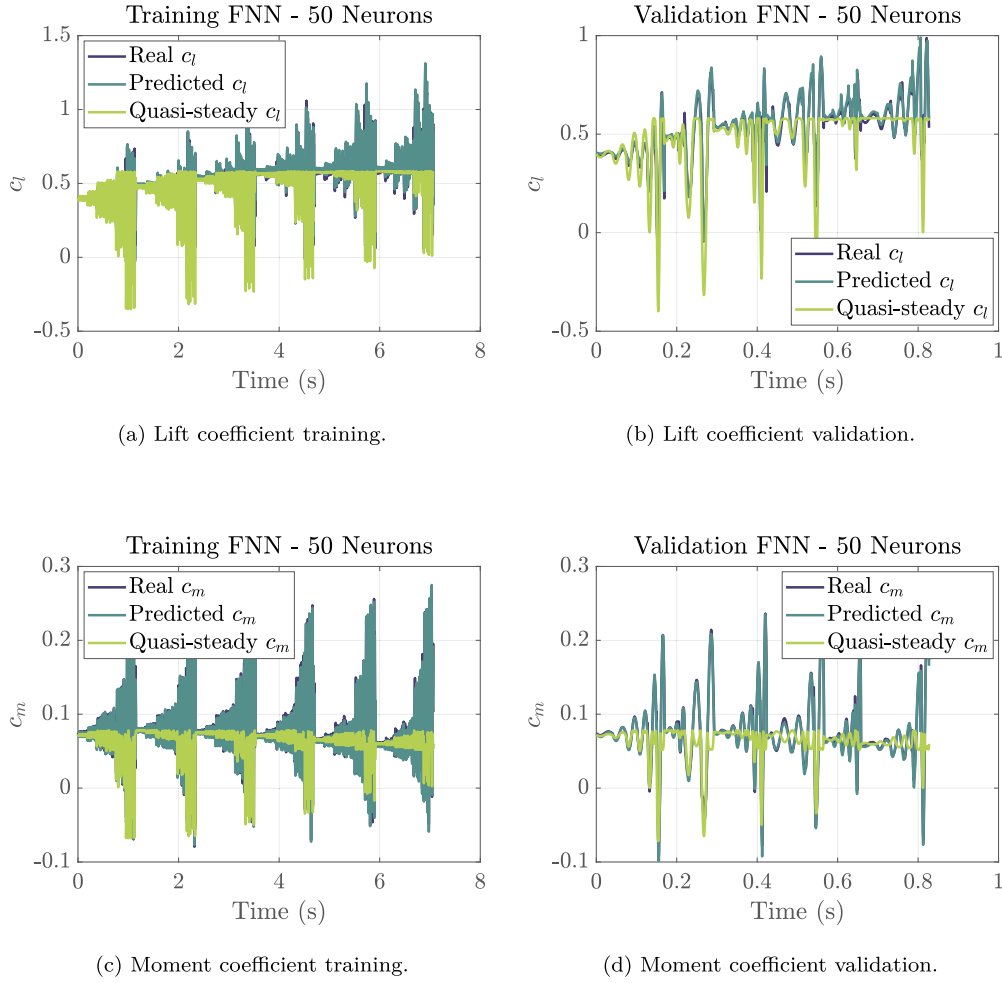 Training FNN - 50 Neurons
1.5
1
0.5
0
-0.5
c_l
Real c_l
Predicted c_l
Quasi-steady c_l
0 2 4 6 8
Time (s)
(a) Lift coefficient training.
Validation FNN - 50 Neurons
1
0.5
0
-0.5
c_l
Real c_l
Predicted c_l
Quasi-steady c_l
0 0.2 0.4 0.6 0.8 1
Time (s)
(b) Lift coefficient validation.
Training FNN - 50 Neurons
0.3
0.2
0.1
0
-0.1
c_m
Real c_m
Predicted c_m
Quasi-steady c_m
0 2 4 6 8
Time (s)
(c) Moment coefficient training.
Validation FNN - 50 Neurons
0.3
0.2
0.1
0
-0.1
c_m
Real c_m
Predicted c_m
Quasi-steady c_m
0 0.2 0.4 0.6 0.8 1
Time (s)
(d) Moment coefficient validation.